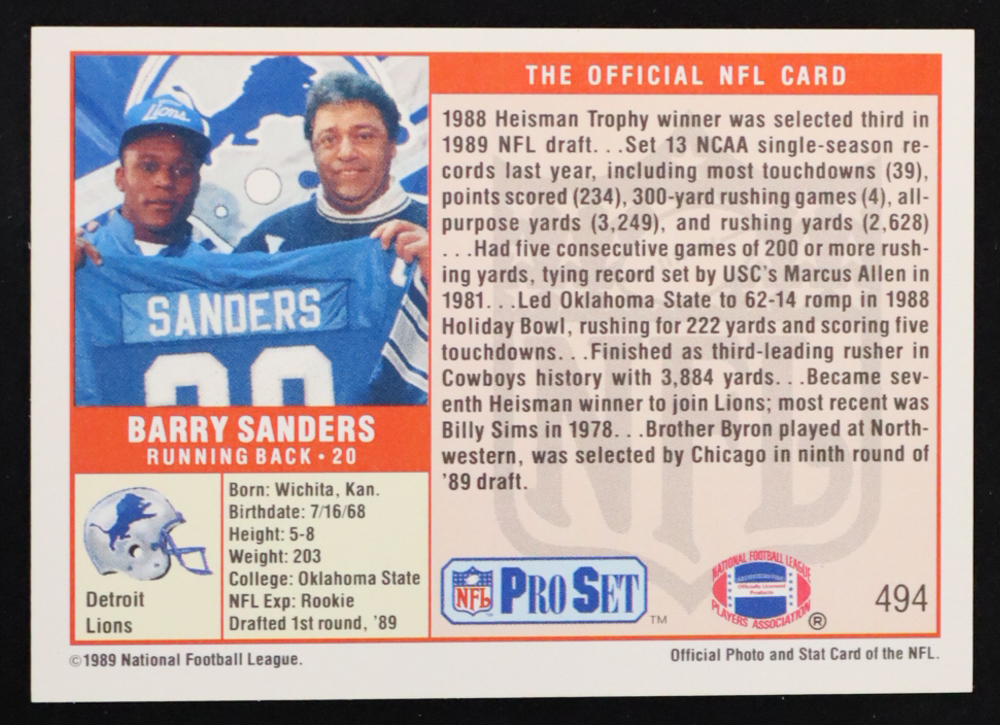 Lions
SANDERS
20
BARRY SANDERS
RUNNING BACK • 20
Detroit
Lions
Born: Wichita, Kan.
Birthdate: 7/16/68
Height: 5-8
Weight: 203
College: Oklahoma State
NFL Exp: Rookie
Drafted 1st round, '89
THE OFFICIAL NFL CARD
1988 Heisman Trophy winner was selected third in
1989 NFL draft. . .Set 13 NCAA single-season re-
cords last year, including most touchdowns (39),
points scored (234), 300-yard rushing games (4), all-
purpose yards (3,249), and rushing yards (2,628)
. . .Had five consecutive games of 200 or more rush-
ing yards, tying record set by USC's Marcus Allen in
1981. . .Led Oklahoma State to 62-14 romp in 1988
Holiday Bowl, rushing for 222 yards and scoring five
touchdowns. . .Finished as third-leading rusher in
Cowboys history with 3,884 yards. . .Became sev-
enth Heisman winner to join Lions; most recent was
Billy Sims in 1978. . .Brother Byron played at North-
western, was selected by Chicago in ninth round of
'89 draft.
NFL
NFL PRO SET ™
NATIONAL FOOTBALL LEAGUE
Officially Licensed
Products
PLAYERS ASSOCIATION ®
494
©1989 National Football League.
Official Photo and Stat Card of the NFL.